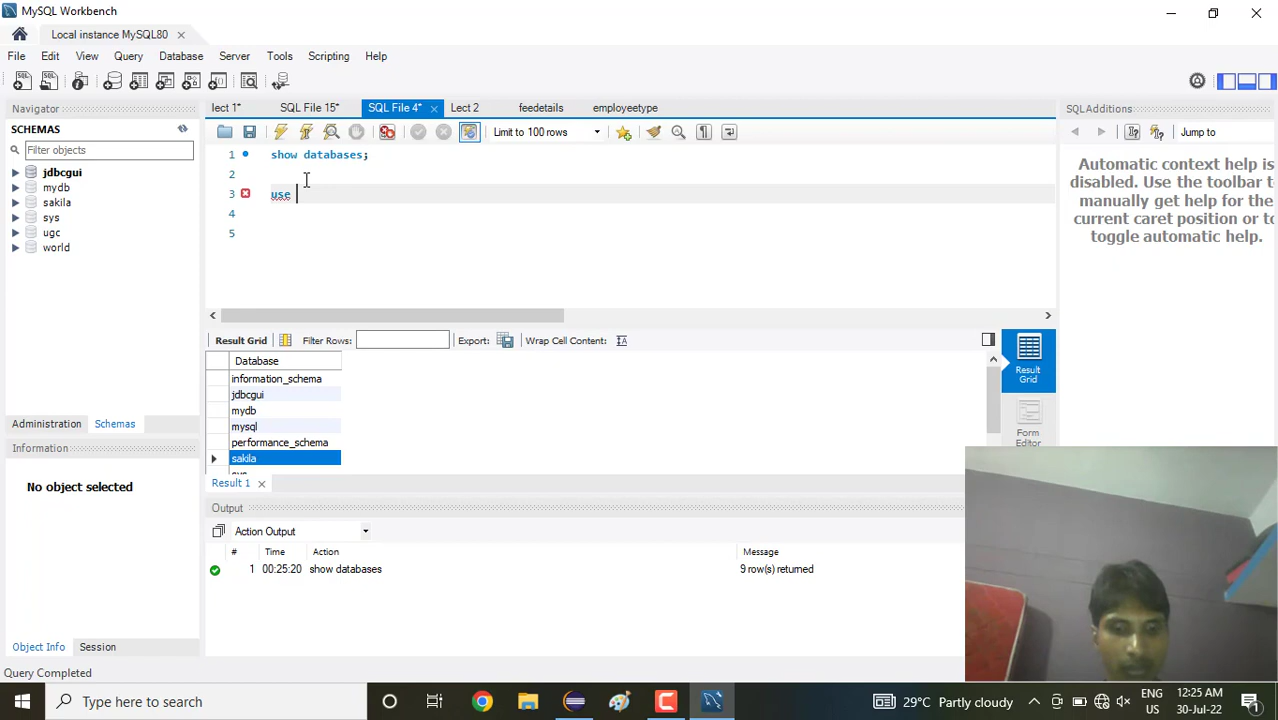 MySQL Workbench
Local instance MySQL80
File Edit View Query Database Server Tools Scripting Help
Navigator
SCHEMAS
Filter objects
jdbcgui
mydb
sakila
sys
ugc
world
Administration Schemas
Information
No object selected
Object Info Session
Query Completed
lect 1* SQL File 15* SQL File 4* Lect 2 feedetails employeetype
Limit to 100 rows
1 show databases;
2
3 use
4
5
Result Grid Filter Rows: Export: Wrap Cell Content:
Database
information_schema
jdbcgui
mydb
mysql
performance_schema
sakila
Result 1
Result Grid
Form Editor
Output
Action Output
# Time Action Message
1 00:25:20 show databases 9 row(s) returned
SQLAdditions
Jump to
Automatic context help is
disabled. Use the toolbar t
manually get help for the
current caret position or to
toggle automatic help.
Type here to search
29°C Partly cloudy
ENG
US
12:25 AM
30-Jul-22
1